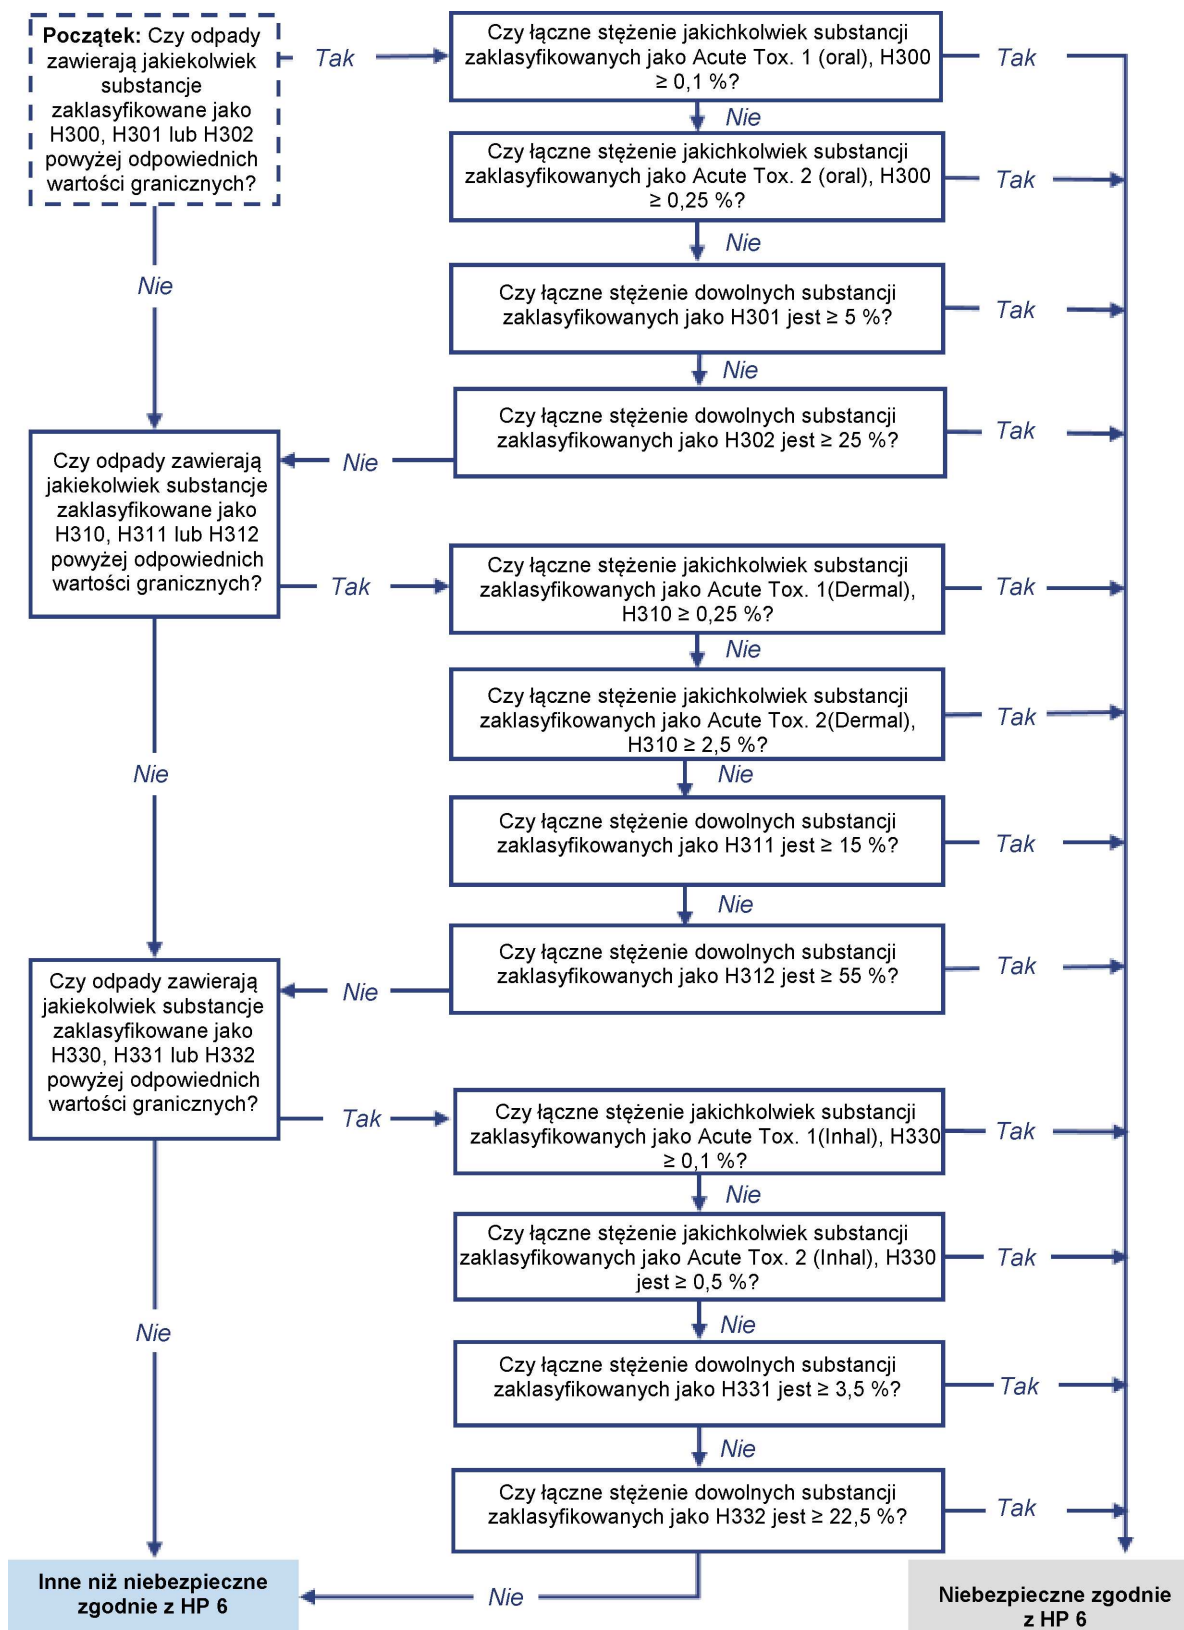 Początek: Czy odpady
zawierają jakiekolwiek
substancje
zaklasyfikowane jako
H300, H301 lub H302
powyżej odpowiednich
wartości granicznych?
Tak
Czy łączne stężenie jakichkolwiek substancji
zaklasyfikowanych jako Acute Tox. 1 (oral), H300
≥ 0,1 %?
Tak
Nie
Czy łączne stężenie jakichkolwiek substancji
zaklasyfikowanych jako Acute Tox. 2 (oral), H300
≥ 0,25 %?
Tak
Nie
Nie
Czy łączne stężenie dowolnych substancji
zaklasyfikowanych jako H301 jest ≥ 5 %?
Tak
Nie
Czy łączne stężenie dowolnych substancji
zaklasyfikowanych jako H302 jest ≥ 25 %?
Tak
Nie
Czy odpady zawierają
jakiekolwiek substancje
zaklasyfikowane jako
H310, H311 lub H312
powyżej odpowiednich
wartości granicznych?
Tak
Czy łączne stężenie jakichkolwiek substancji
zaklasyfikowanych jako Acute Tox. 1(Dermal),
H310 ≥ 0,25 %?
Tak
Nie
Czy łączne stężenie jakichkolwiek substancji
zaklasyfikowanych jako Acute Tox. 2(Dermal),
H310 ≥ 2,5 %?
Tak
Nie
Nie
Czy łączne stężenie dowolnych substancji
zaklasyfikowanych jako H311 jest ≥ 15 %?
Tak
Nie
Czy łączne stężenie dowolnych substancji
zaklasyfikowanych jako H312 jest ≥ 55 %?
Tak
Nie
Czy odpady zawierają
jakiekolwiek substancje
zaklasyfikowane jako
H330, H331 lub H332
powyżej odpowiednich
wartości granicznych?
Tak
Czy łączne stężenie jakichkolwiek substancji
zaklasyfikowanych jako Acute Tox. 1(Inhal), H330
≥ 0,1 %?
Tak
Nie
Czy łączne stężenie jakichkolwiek substancji
zaklasyfikowanych jako Acute Tox. 2 (Inhal), H330
jest ≥ 0,5 %?
Tak
Nie
Nie
Czy łączne stężenie dowolnych substancji
zaklasyfikowanych jako H331 jest ≥ 3,5 %?
Tak
Nie
Czy łączne stężenie dowolnych substancji
zaklasyfikowanych jako H332 jest ≥ 22,5 %?
Tak
Nie
Inne niż niebezpieczne
zgodnie z HP 6
Niebezpieczne zgodnie
z HP 6